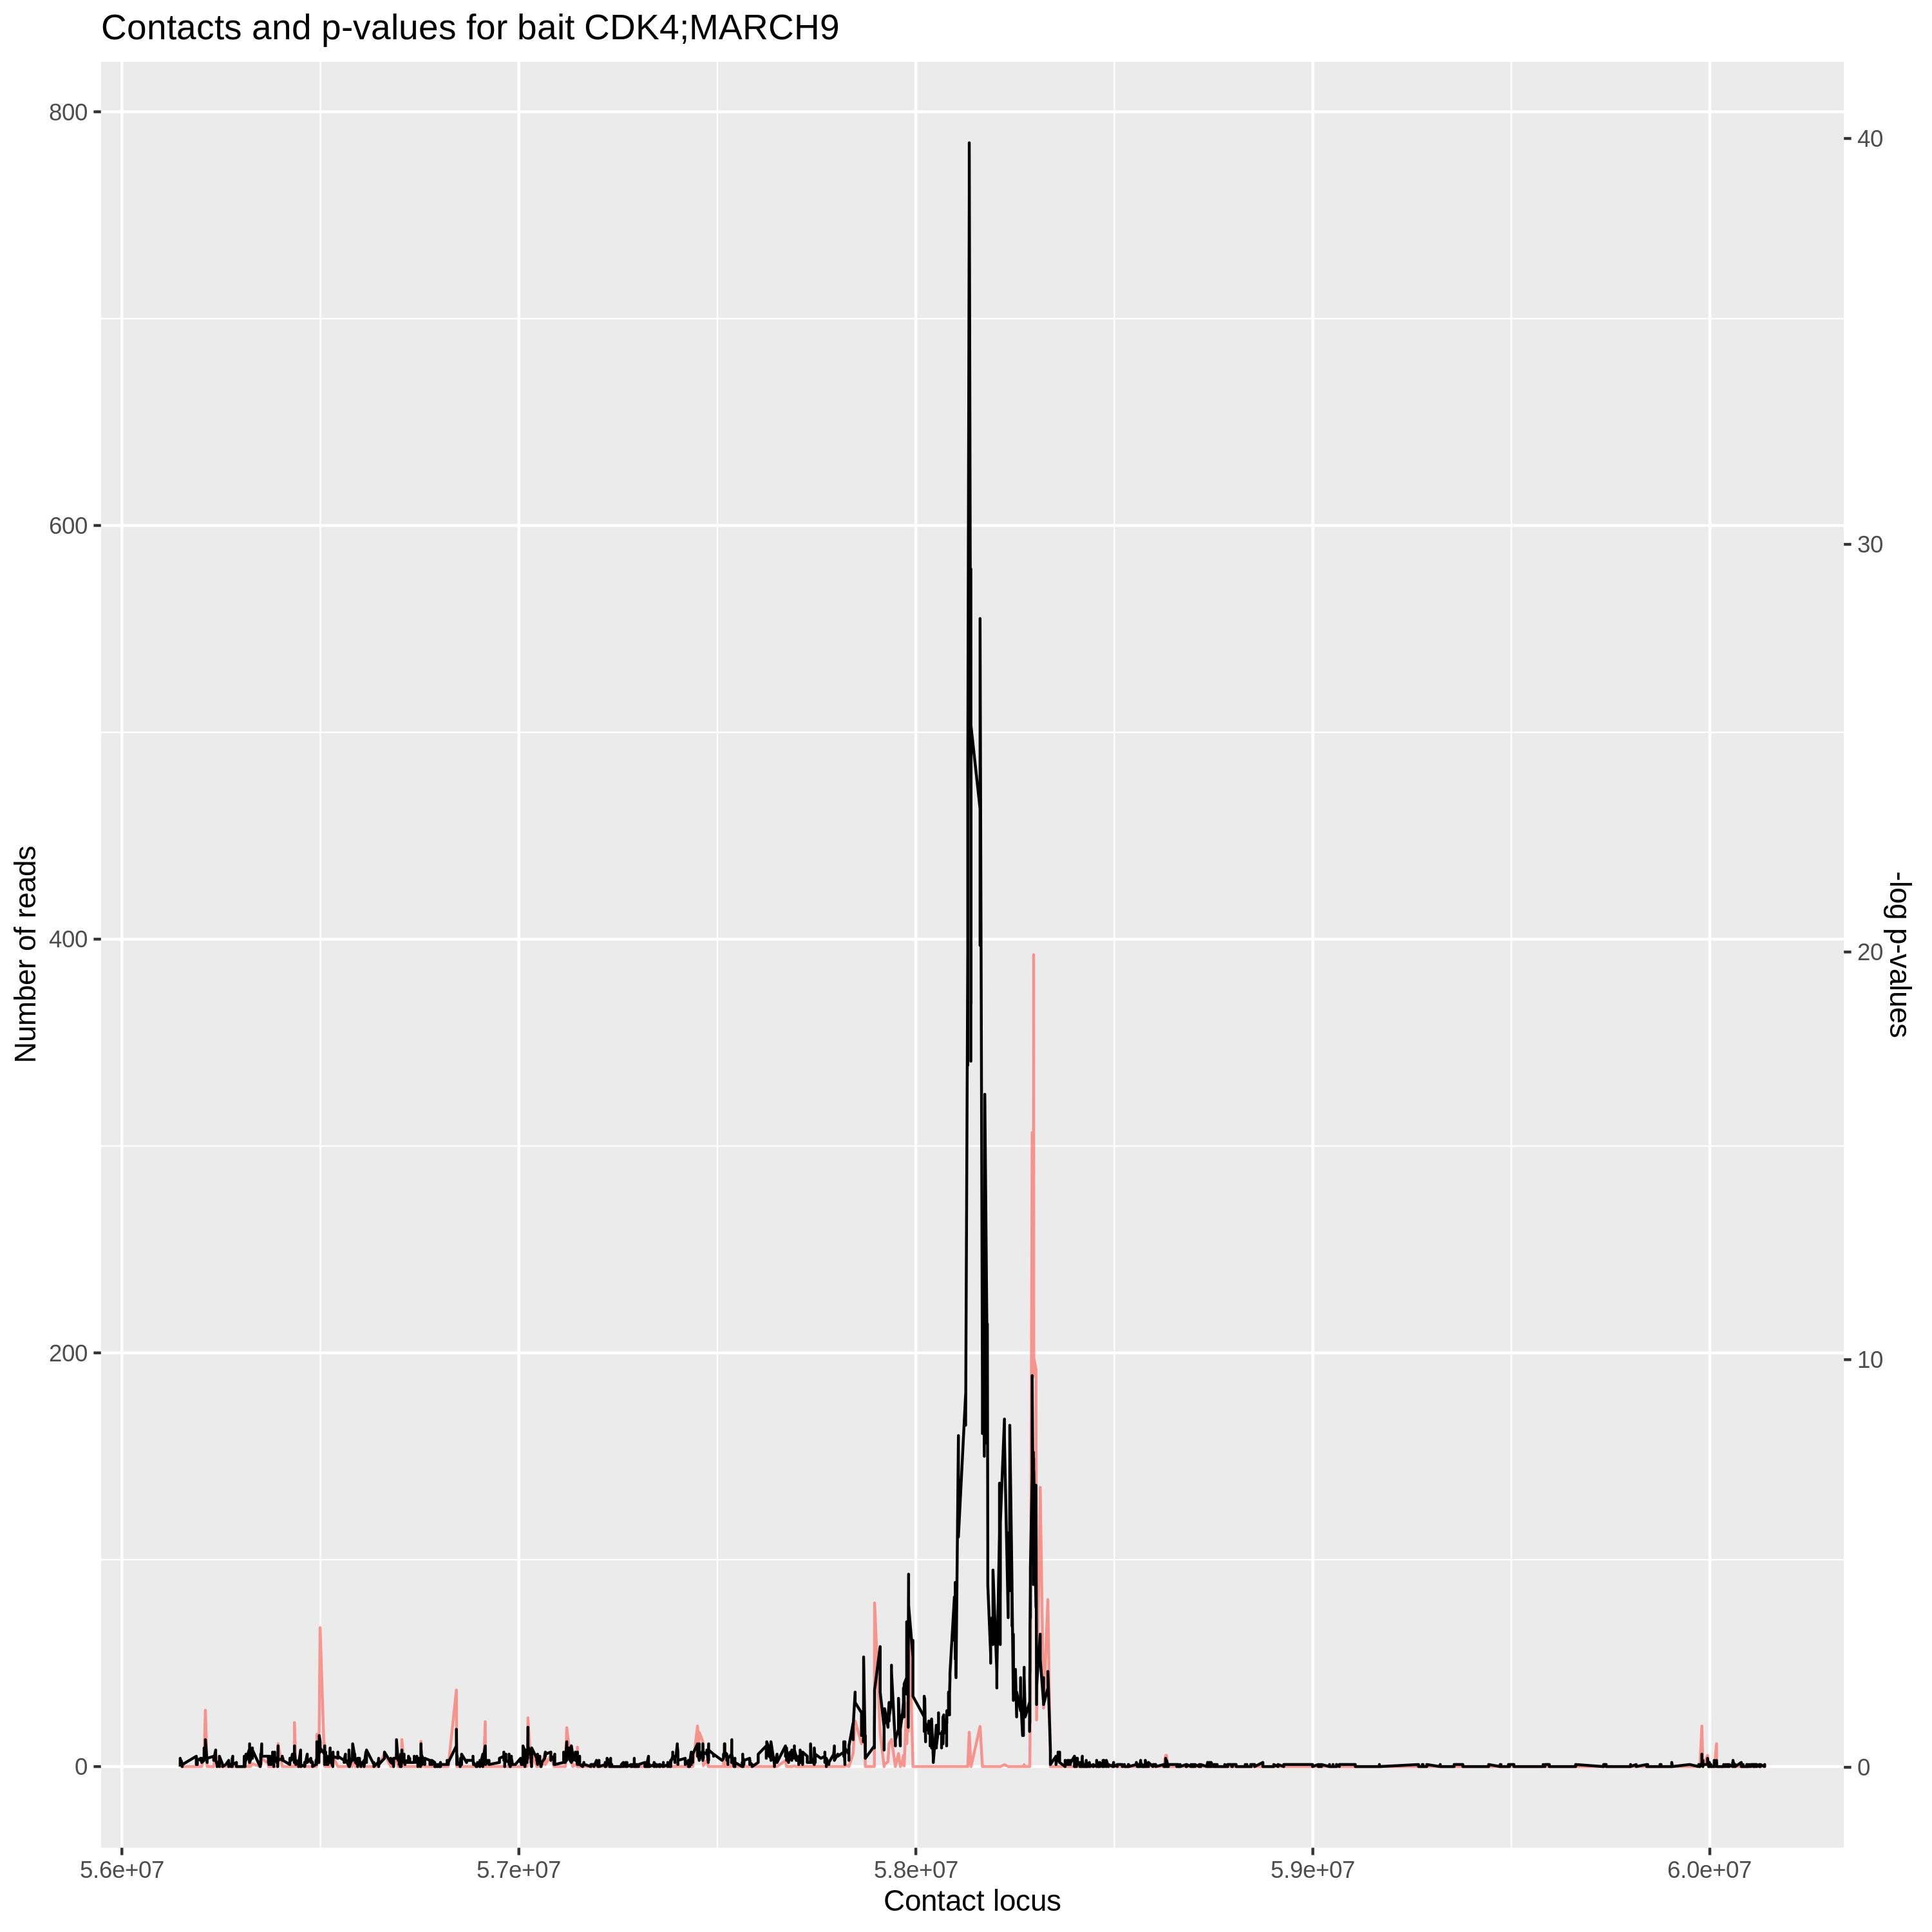 Contacts and p-values for bait CDK4;MARCH9
800
600
400
200
0
Number of reads
40
30
20
10
0
-log p-values
5.6e+07
5.7e+07
5.8e+07
5.9e+07
6.0e+07
Contact locus